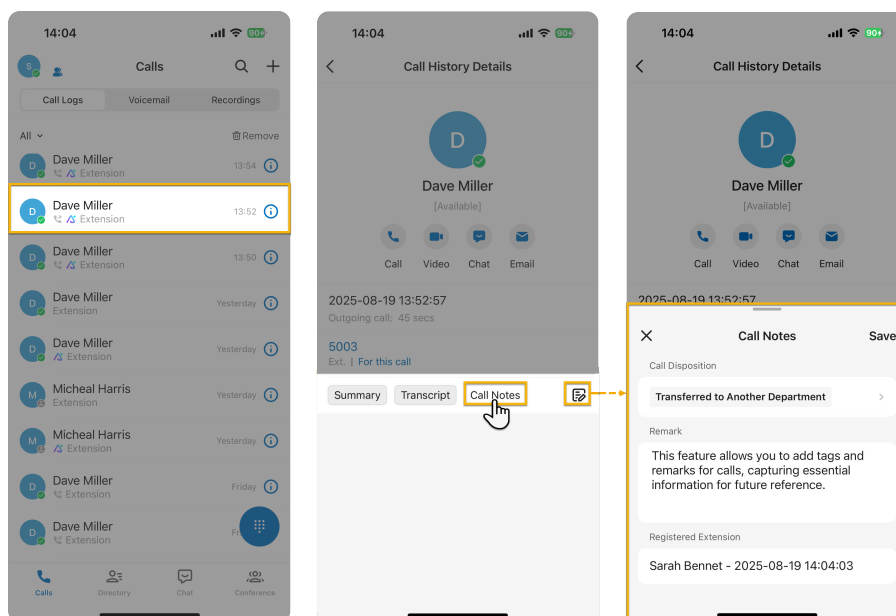 14:04
90
S
Calls
Call Logs Voicemail Recordings
All Remove
D Dave Miller
Extension 13:54
D Dave Miller
Extension 13:52
D Dave Miller
Extension 13:50
D Dave Miller
Extension Yesterday
D Dave Miller
Extension Yesterday
M Micheal Harris
Extension Yesterday
M Micheal Harris
Extension Yesterday
D Dave Miller
Extension Friday
D Dave Miller
Extension
Calls Directory Chat Conference
14:04
90
Call History Details
D
Dave Miller
[Available]
Call Video Chat Email
2025-08-19 13:52:57
Outgoing call: 45 secs
5003
Ext. | For this call
Summary Transcript Call Notes
14:04
90
Call History Details
D
Dave Miller
[Available]
Call Video Chat Email
2025-08-19 13:52:57
Call Notes Save
Call Disposition
Transferred to Another Department
Remark
This feature allows you to add tags and
remarks for calls, capturing essential
information for future reference.
Registered Extension
Sarah Bennet - 2025-08-19 14:04:03